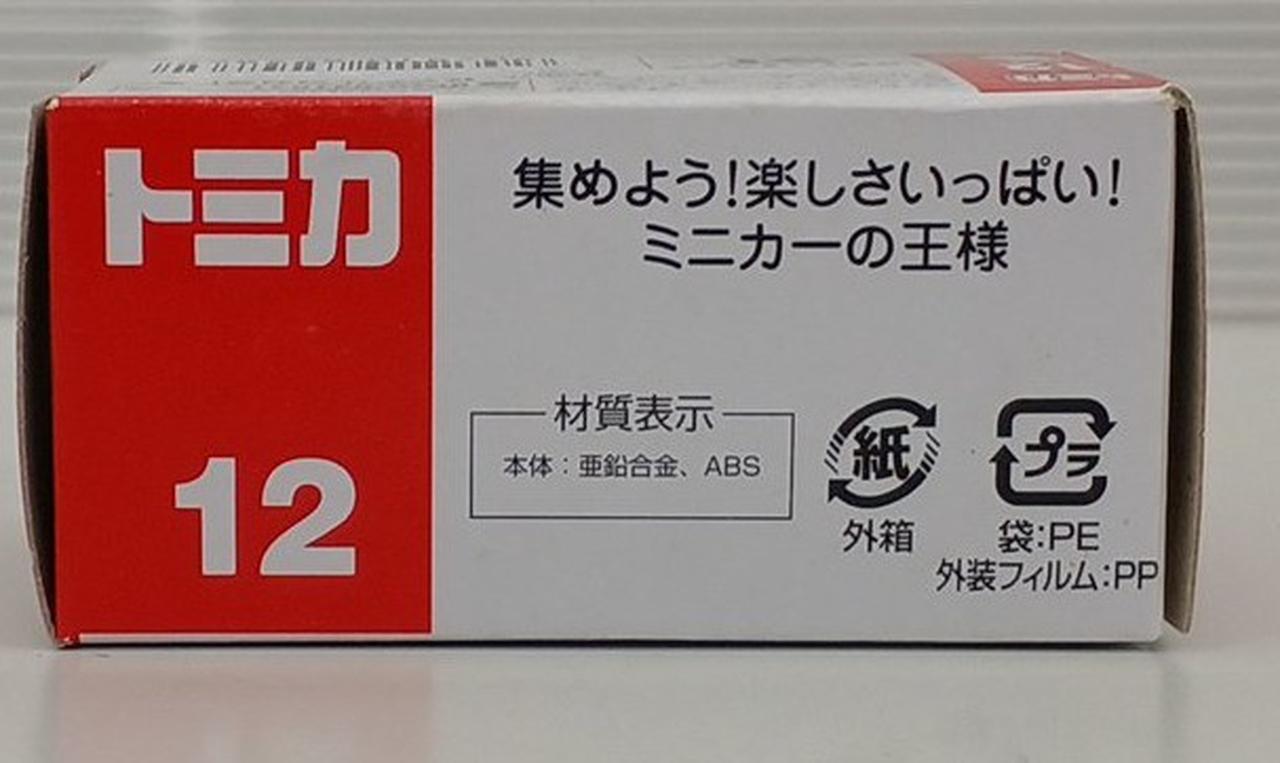 トミカ
12
集めよう!楽しさいっぱい!
ミニカーの王様
材質表示
本体：亜鉛合金、ABS
紙
外箱
プラ
袋：PE
外装フィルム：PP